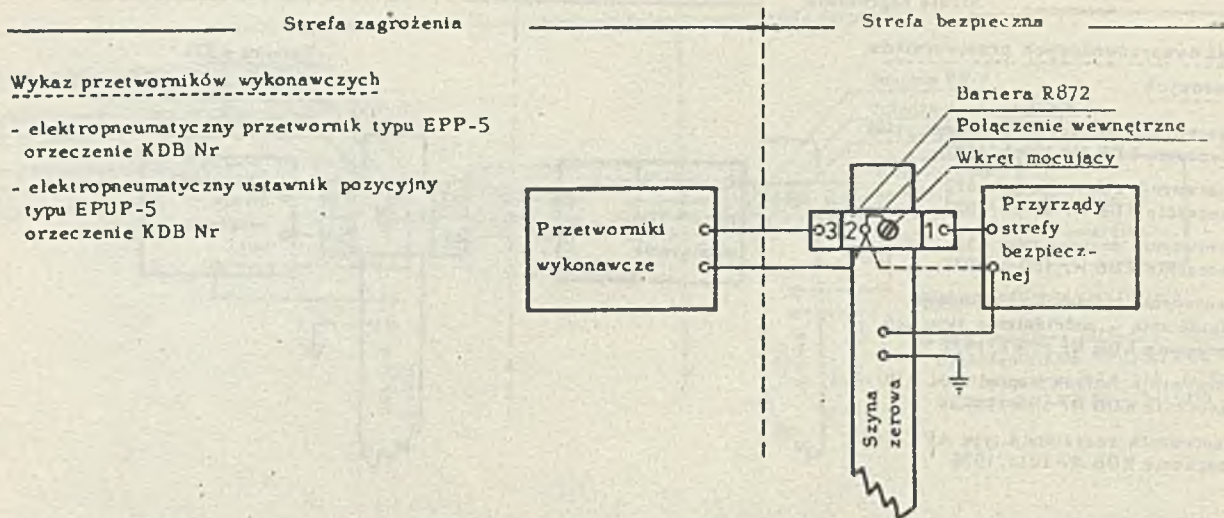 Strefa zagrożenia
Strefa bezpieczna
Wykaz przetworników wykonawczych
- elektropneumatyczny przetwornik typu EPP-5
orzeczenie KDB Nr
- elektropneumatyczny ustawnik pozycyjny
typu EPUP-5
orzeczenie KDB Nr
Bariera R872
Połączenie wewnętrzne
Wkręt mocujący
Przetworniki
wykonawcze
3 2 1
Przyrządy
strefy
bezpiecz-
nej
Szyna
zerowa